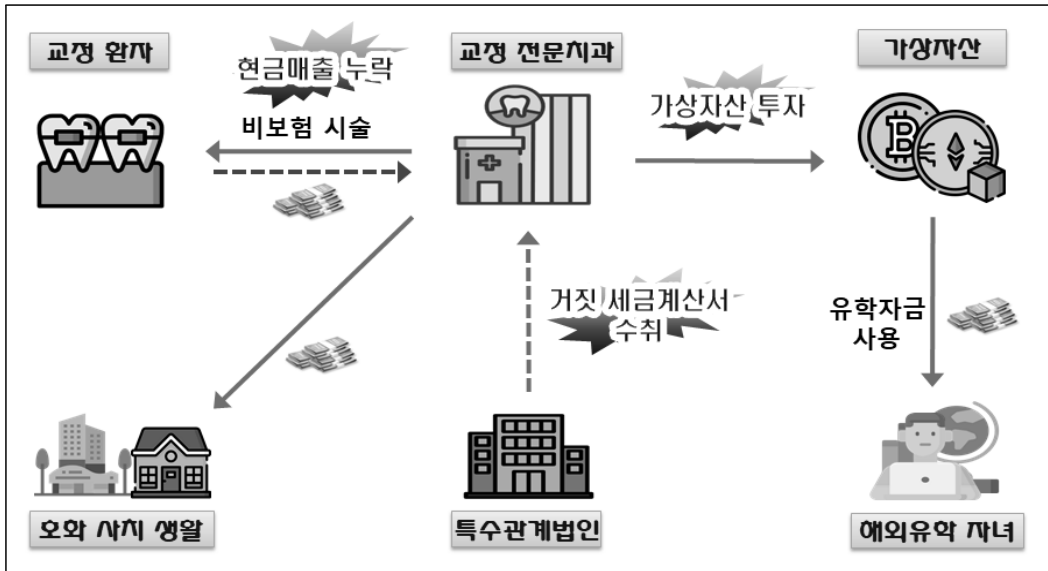 교정 환자
현금매출 누락
비보험 시술
교정 전문치과
가상자산 투자
가상자산
거짓 세금계산서
수취
유학자금
사용
호화 사치 생활
특수관계법인
해외유학 자녀